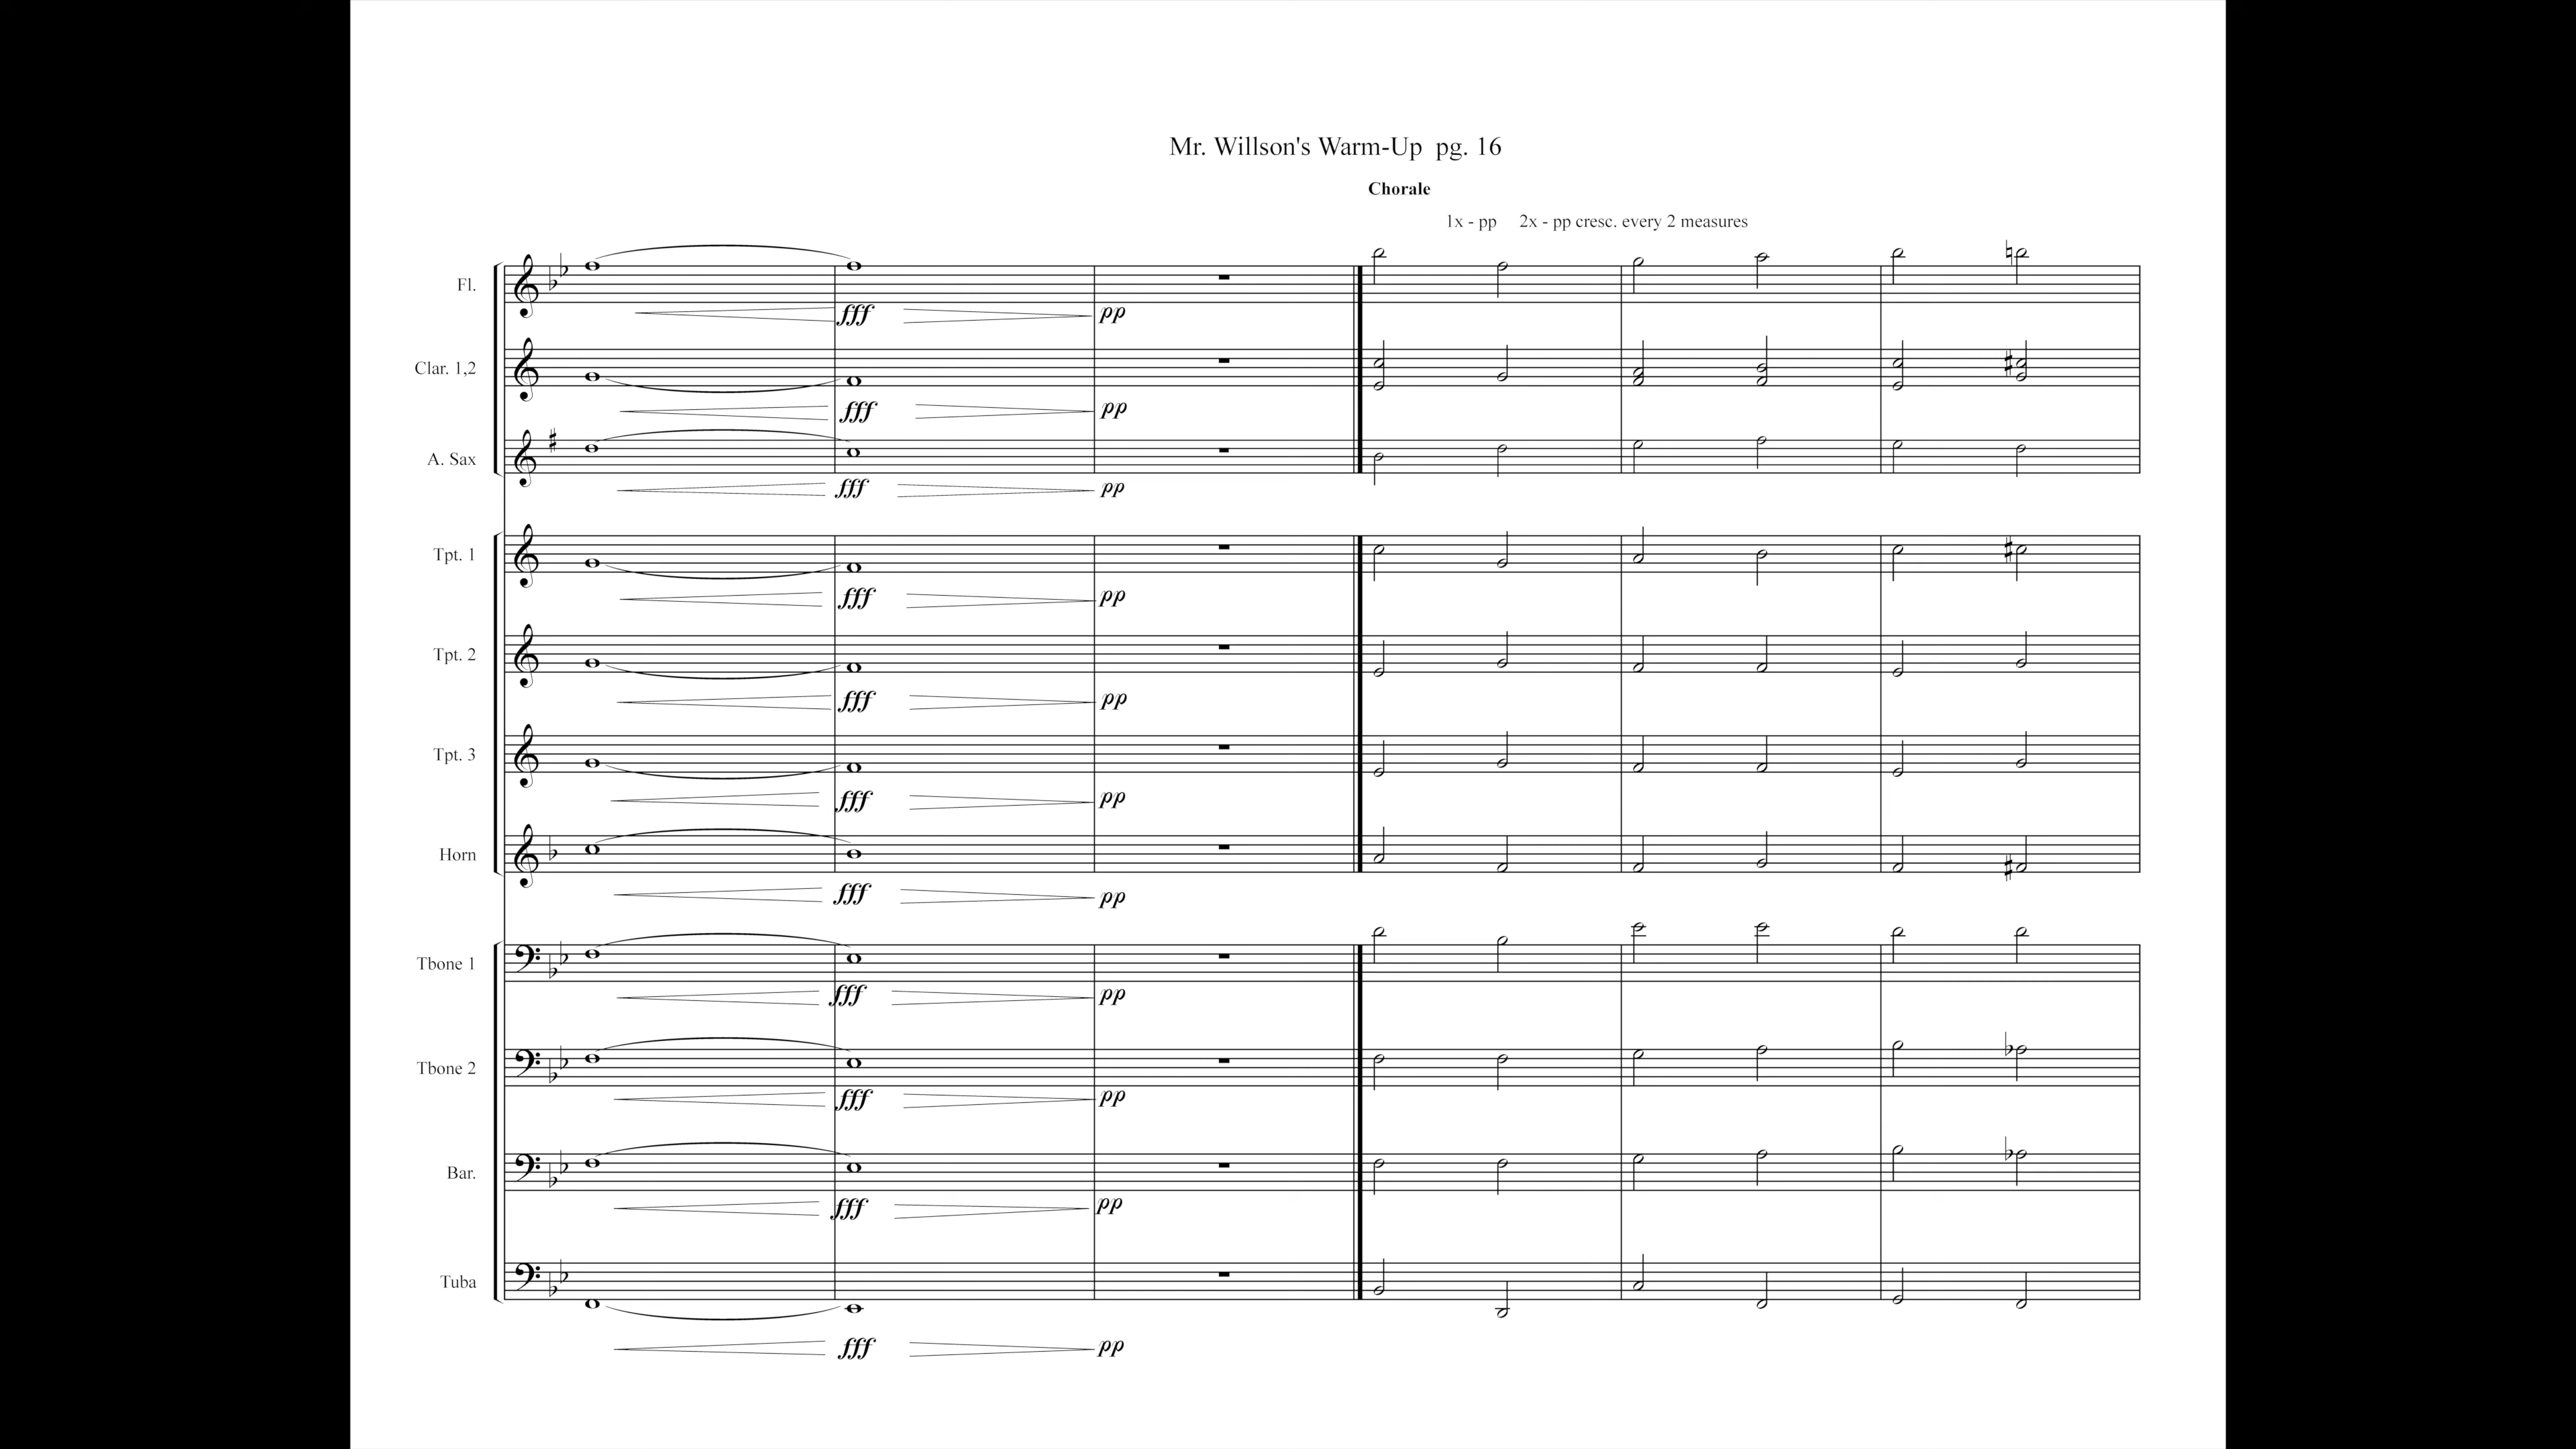 Mr. Willson's Warm-Up pg. 16
Chorale
1x - pp 2x - pp cresc. every 2 measures
Fl.
fff pp
Clar. 1,2
fff pp
A. Sax
fff pp
Tpt. 1
fff pp
Tpt. 2
fff pp
Tpt. 3
fff pp
Horn
fff pp
Tbone 1
fff pp
Tbone 2
fff pp
Bar.
fff pp
Tuba
fff pp